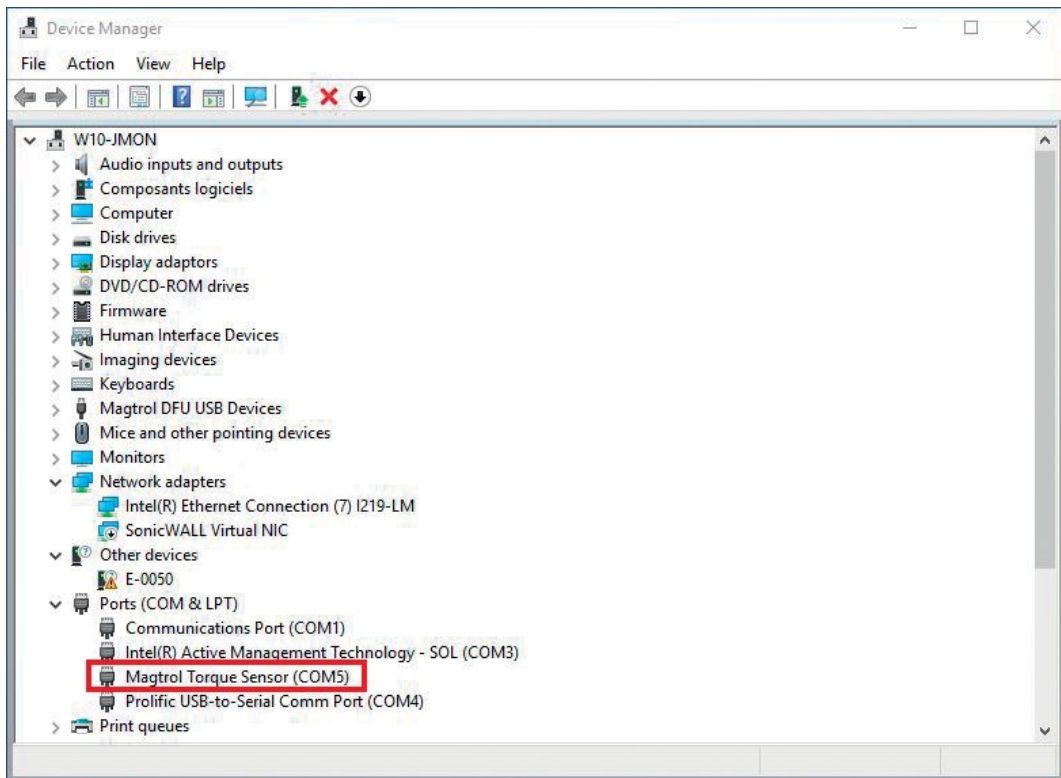 Device Manager
File Action View Help
W10-JMON
Audio inputs and outputs
Composants logiciels
Computer
Disk drives
Display adaptors
DVD/CD-ROM drives
Firmware
Human Interface Devices
Imaging devices
Keyboards
Magtrol DFU USB Devices
Mice and other pointing devices
Monitors
Network adapters
Intel(R) Ethernet Connection (7) I219-LM
SonicWALL Virtual NIC
Other devices
E-0050
Ports (COM & LPT)
Communications Port (COM1)
Intel(R) Active Management Technology - SOL (COM3)
Magtrol Torque Sensor (COM5)
Prolific USB-to-Serial Comm Port (COM4)
Print queues